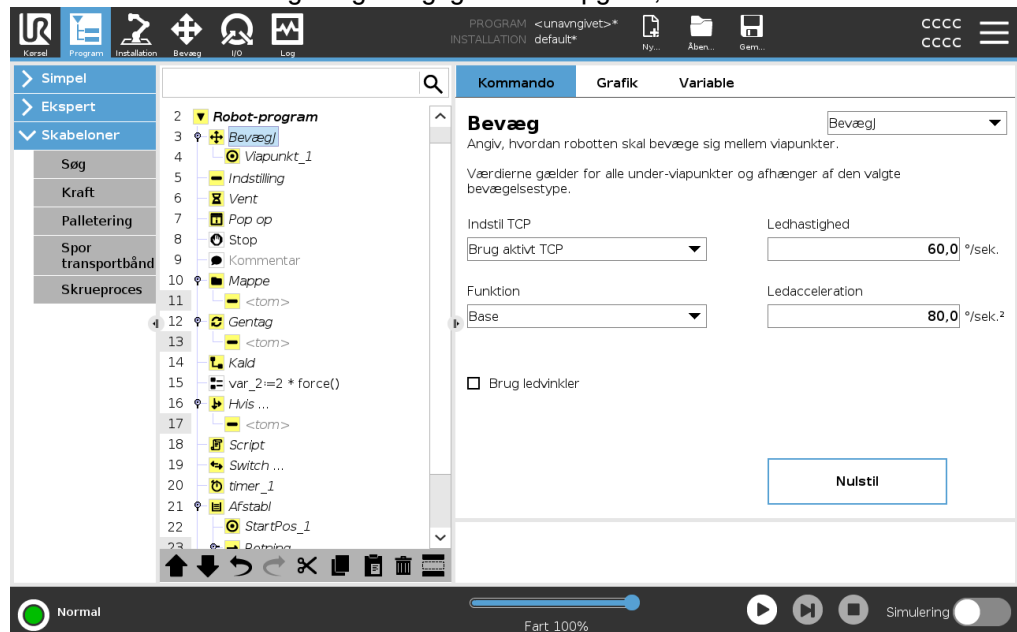 UR
PROGRAM <unavngivet>*
INSTALLATION default*
Kørsel Program Installation Bevæg I/O Log
Ny... Åben... Gem...
CCCC
CCCC
Simpel
Ekspert
Skabeloner
Søg
Kraft
Palletering
Spor
transportbånd
Skrueproces
2 Robot-program
3 BevægJ
4 Viapunkt_1
5 Indstilling
6 Vent
7 Pop op
8 Stop
9 Kommentar
10 Mappe
11 <tom>
12 Gentag
13 <tom>
14 Kald
15 var_2:=2 * force()
16 Hvis ...
17 <tom>
18 Script
19 Switch ...
20 timer_1
21 Afstabl
22 StartPos_1
23 Retning
Kommando Grafik Variable
Bevæg
BevægJ
Angiv, hvordan robotten skal bevæge sig mellem viapunkter.
Værdierne gælder for alle under-viapunkter og afhænger af den valgte
bevægelsestype.
Indstil TCP
Ledhastighed
Brug aktivt TCP
60,0 °/sek.
Funktion
Ledacceleration
Base
80,0 °/sek.²
Brug ledvinkler
Nulstil
Normal
Fart 100%
Simulering